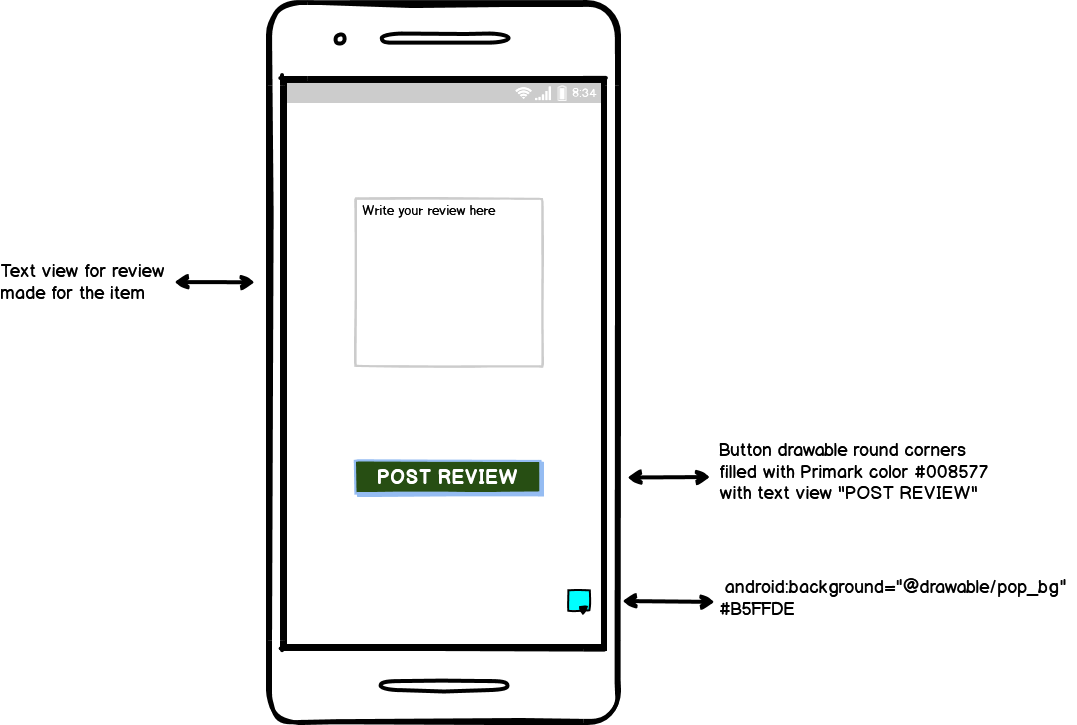 8:34
Write your review here
Text view for review
made for the item
Button drawable round corners
filled with Primark color #008577
with text view "POST REVIEW"
POST REVIEW
android:background="@drawable/pop_bg"
#B5FFDE